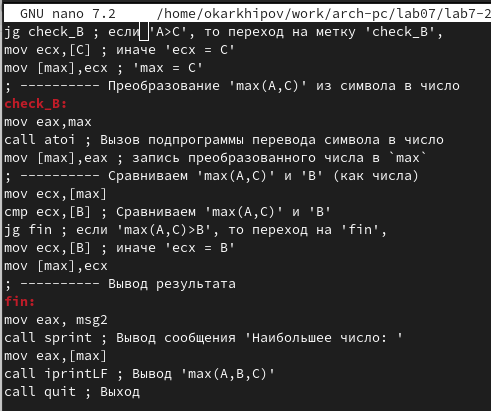 GNU nano 7.2 /home/okarkhipov/work/arch-pc/lab07/lab7-2
jg check_B ; если 'A>C', то переход на метку 'check_B',
mov ecx,[C] ; иначе 'ecx = C'
mov [max],ecx ; 'max = C'
; ---------- Преобразование 'max(A,C)' из символа в число
check_B:
mov eax,max
call atoi ; Вызов подпрограммы перевода символа в число
mov [max],eax ; запись преобразованного числа в `max`
; ---------- Сравниваем 'max(A,C)' и 'B' (как числа)
mov ecx,[max]
cmp ecx,[B] ; Сравниваем 'max(A,C)' и 'B'
jg fin ; если 'max(A,C)>B', то переход на 'fin',
mov ecx,[B] ; иначе 'ecx = B'
mov [max],ecx
; ---------- Вывод результата
fin:
mov eax, msg2
call sprint ; Вывод сообщения 'Наибольшее число: '
mov eax,[max]
call iprintLF ; Вывод 'max(A,B,C)'
call quit ; Выход